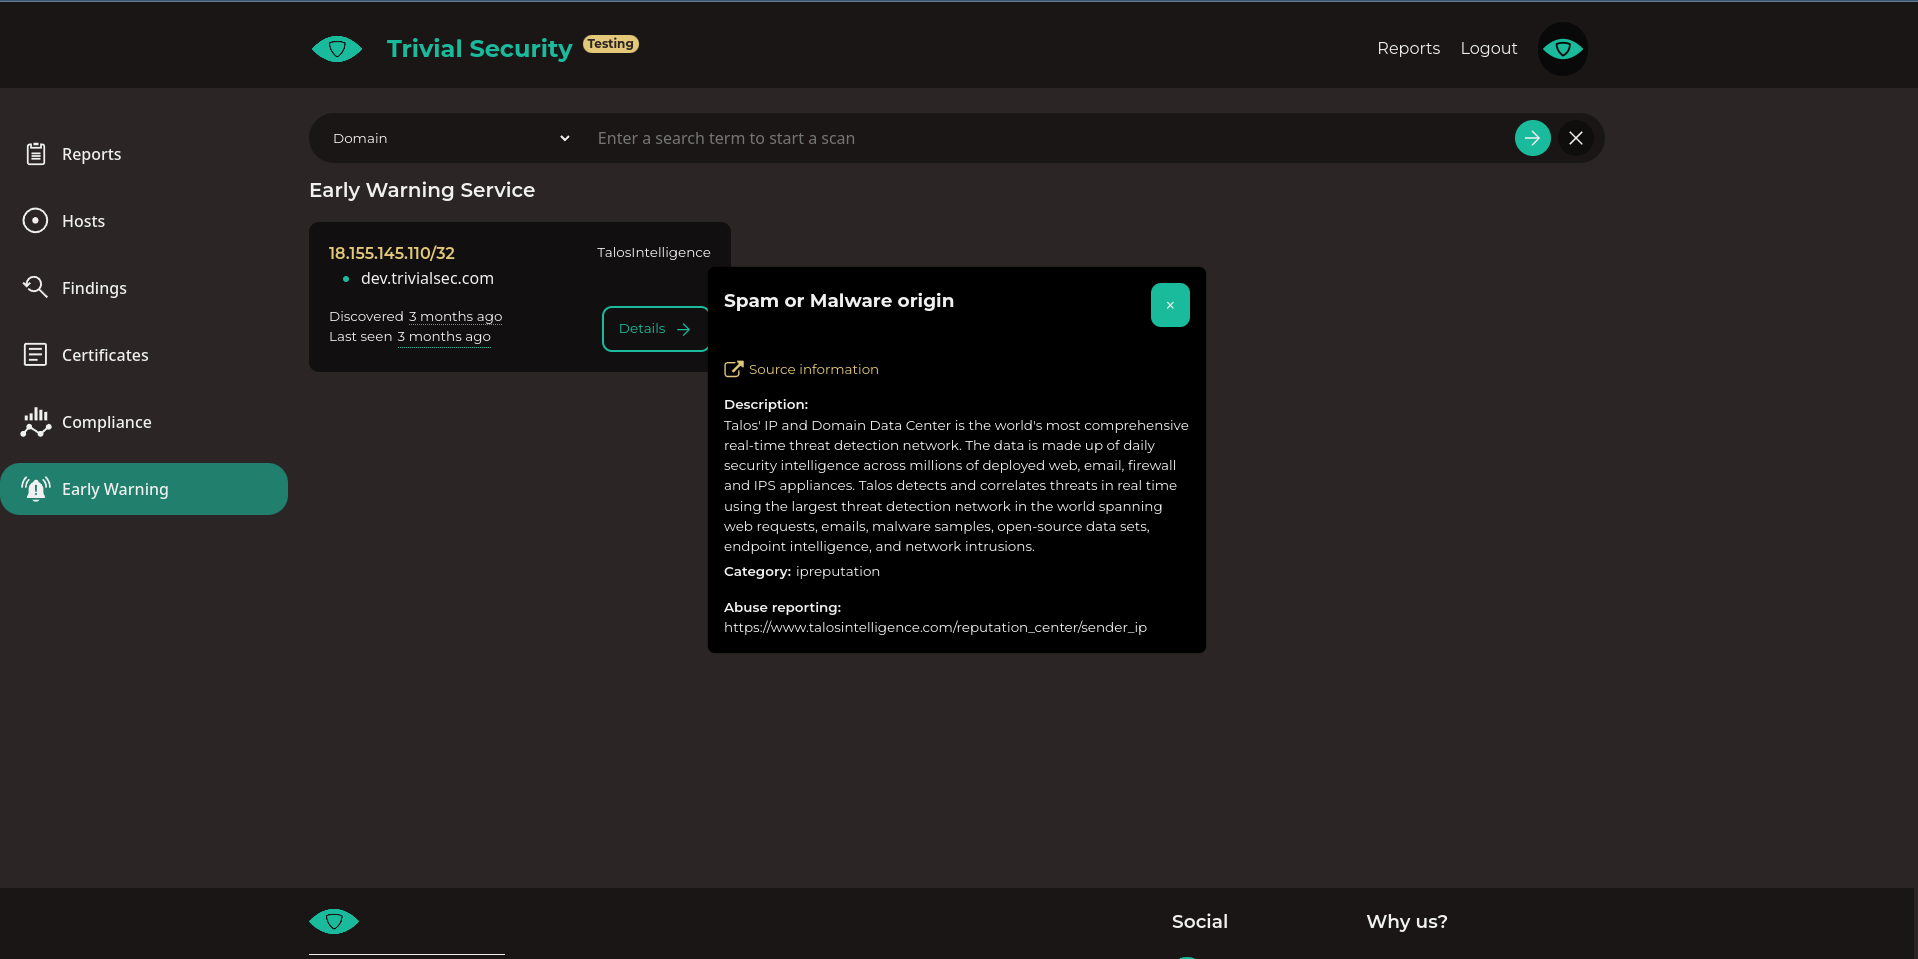 Trivial Security Testing
Reports Logout
Domain
Enter a search term to start a scan
Reports
Hosts
Findings
Certificates
Compliance
Early Warning
Early Warning Service
18.155.145.110/32
TalosIntelligence
dev.trivialsec.com
Discovered 3 months ago
Last seen 3 months ago
Details
Spam or Malware origin
×
Source information
Description:
Talos' IP and Domain Data Center is the world's most comprehensive
real-time threat detection network. The data is made up of daily
security intelligence across millions of deployed web, email, firewall
and IPS appliances. Talos detects and correlates threats in real time
using the largest threat detection network in the world spanning
web requests, emails, malware samples, open-source data sets,
endpoint intelligence, and network intrusions.
Category: ipreputation
Abuse reporting:
https://www.talosintelligence.com/reputation_center/sender_ip
Social
Why us?